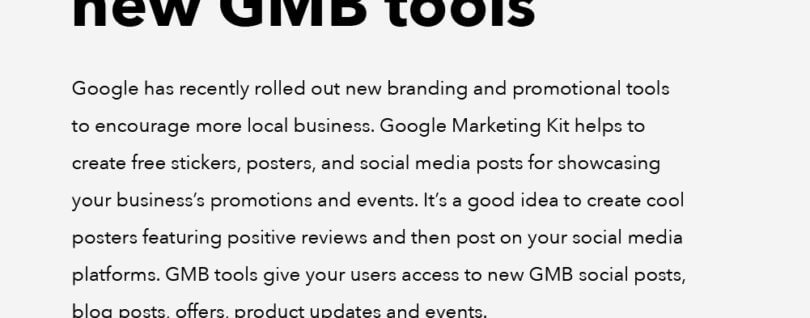 new GMB tools
Google has recently rolled out new branding and promotional tools
to encourage more local business. Google Marketing Kit helps to
create free stickers, posters, and social media posts for showcasing
your business’s promotions and events. It’s a good idea to create cool
posters featuring positive reviews and then post on your social media
platforms. GMB tools give your users access to new GMB social posts,
blog posts, offers, product updates and events.